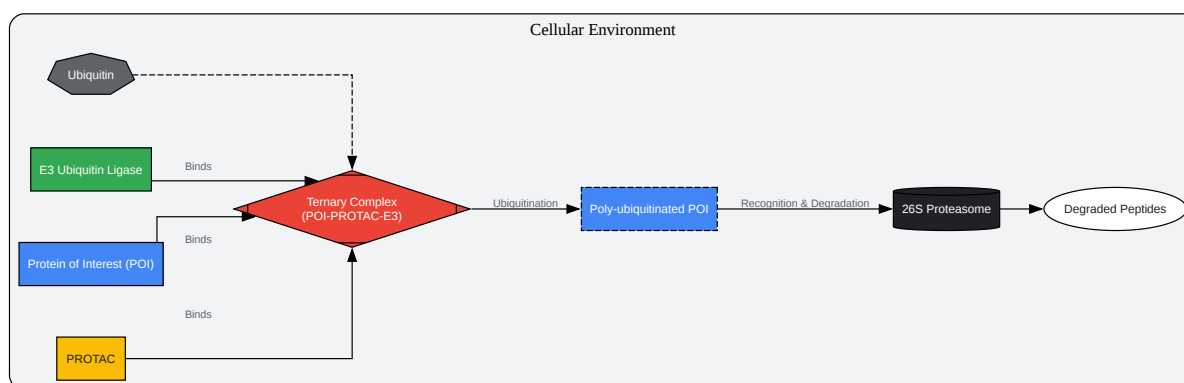 Cellular Environment
Ubiquitin
E3 Ubiquitin Ligase
Binds
Ternary Complex
(POI-PROTAC-E3)
Ubiquitination
Poly-ubiquitinated POI
Recognition & Degradation
26S Proteasome
Degraded Peptides
Binds
Protein of Interest (POI)
Binds
PROTAC